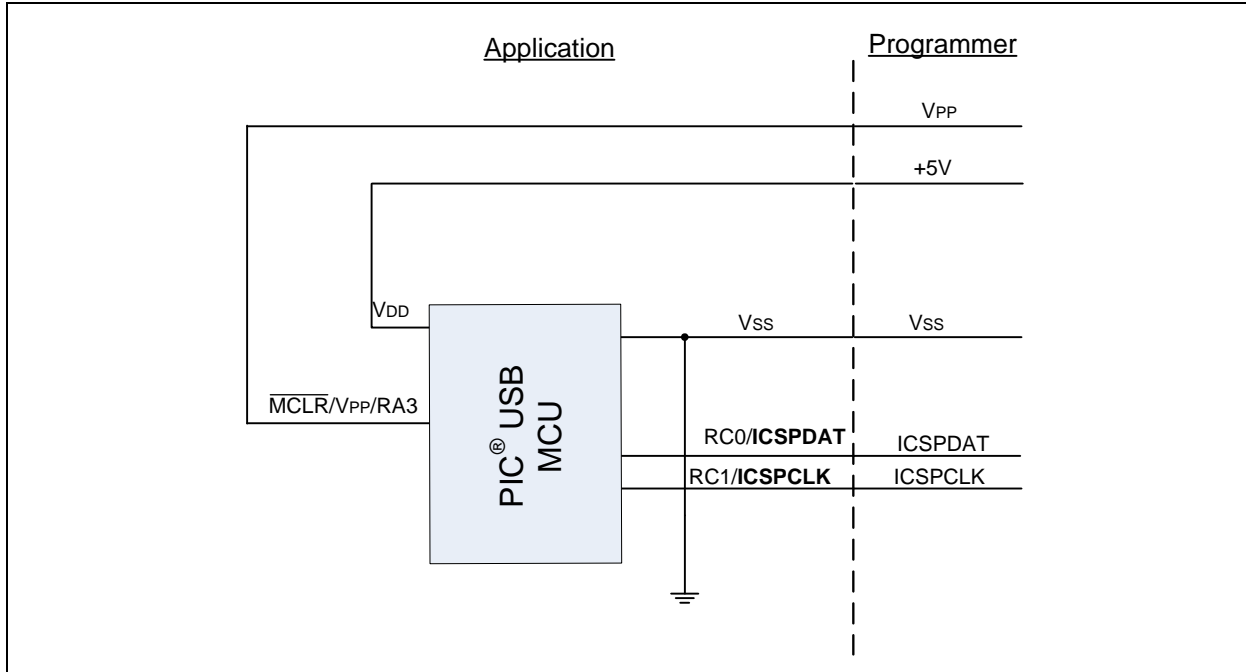 Application
Programmer
VPP
+5V
VDD
VSS
VSS
MCLR/VPP/RA3
PIC® USB
MCU
RC0/ICSPDAT
ICSPDAT
RC1/ICSPCLK
ICSPCLK